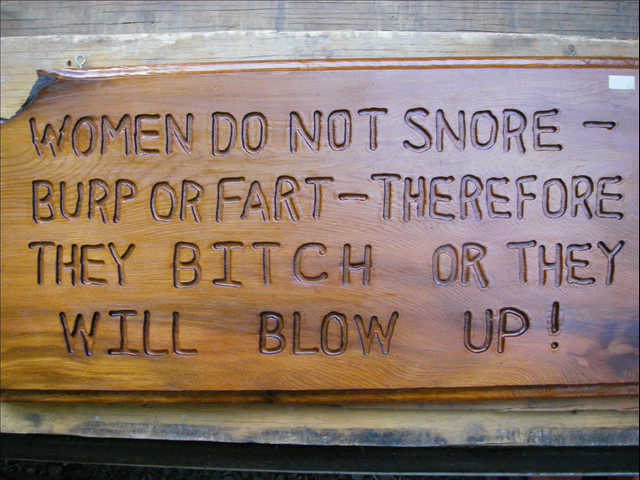 WOMEN DO NOT SNORE -
BURP OR FART - THEREFORE
THEY BITCH OR THEY
WILL BLOW UP!